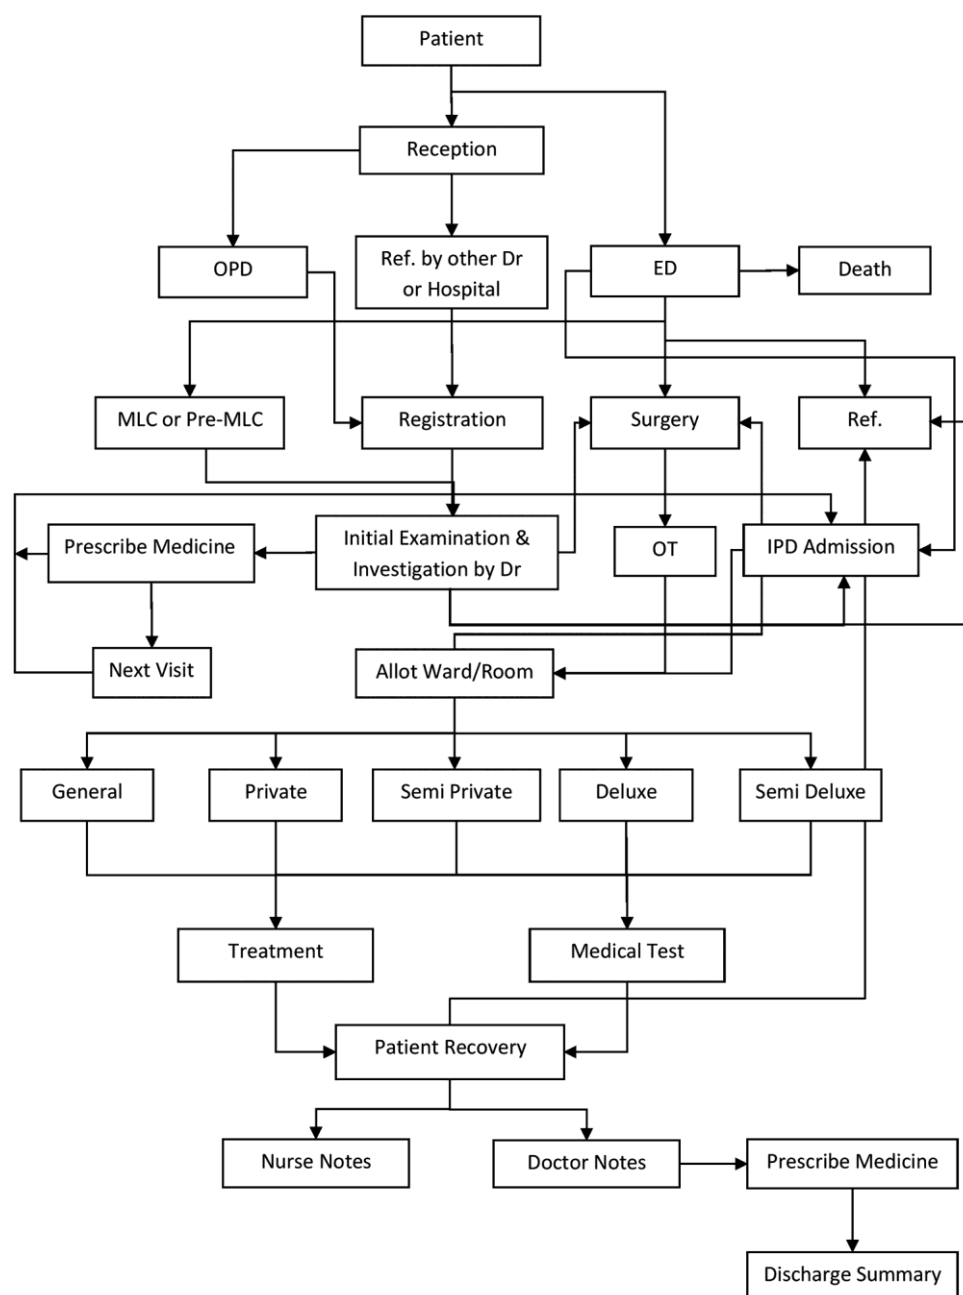 Patient
Reception
OPD
Ref. by other Dr
or Hospital
ED
Death
MLC or Pre-MLC
Registration
Surgery
Ref.
Prescribe Medicine
Initial Examination &
Investigation by Dr
OT
IPD Admission
Next Visit
Allot Ward/Room
General
Private
Semi Private
Deluxe
Semi Deluxe
Treatment
Medical Test
Patient Recovery
Nurse Notes
Doctor Notes
Prescribe Medicine
Discharge Summary